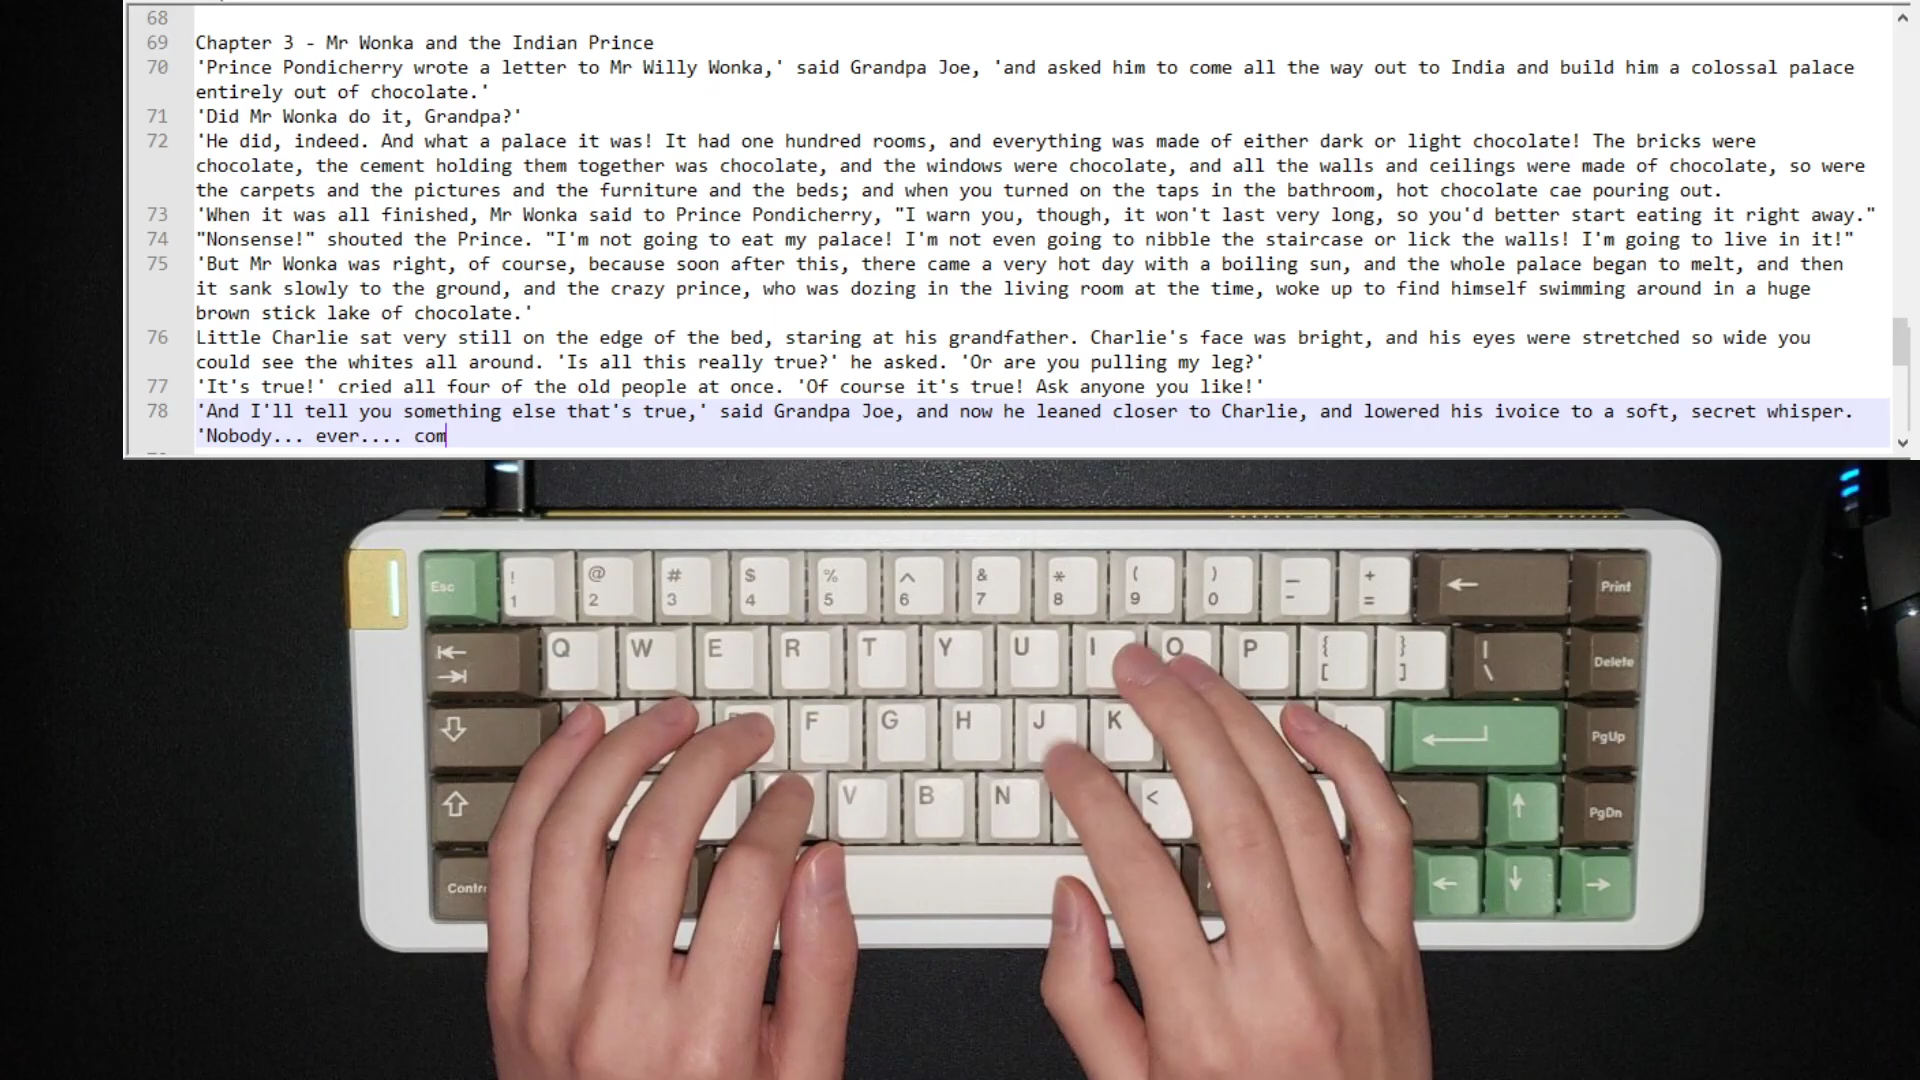 68
69 Chapter 3 - Mr Wonka and the Indian Prince
70 'Prince Pondicherry wrote a letter to Mr Willy Wonka,' said Grandpa Joe, 'and asked him to come all the way out to India and build him a colossal palace
entirely out of chocolate.'
71 'Did Mr Wonka do it, Grandpa?'
72 'He did, indeed. And what a palace it was! It had one hundred rooms, and everything was made of either dark or light chocolate! The bricks were
chocolate, the cement holding them together was chocolate, and the windows were chocolate, and all the walls and ceilings were made of chocolate, so were
the carpets and the pictures and the furniture and the beds; and when you turned on the taps in the bathroom, hot chocolate cae pouring out.
73 'When it was all finished, Mr Wonka said to Prince Pondicherry, "I warn you, though, it won't last very long, so you'd better start eating it right away."
74 "Nonsense!" shouted the Prince. "I'm not going to eat my palace! I'm not even going to nibble the staircase or lick the walls! I'm going to live in it!"
75 'But Mr Wonka was right, of course, because soon after this, there came a very hot day with a boiling sun, and the whole palace began to melt, and then
it sank slowly to the ground, and the crazy prince, who was dozing in the living room at the time, woke up to find himself swimming around in a huge
brown stick lake of chocolate.'
76 Little Charlie sat very still on the edge of the bed, staring at his grandfather. Charlie's face was bright, and his eyes were stretched so wide you
could see the whites all around. 'Is all this really true?' he asked. 'Or are you pulling my leg?'
77 'It's true!' cried all four of the old people at once. 'Of course it's true! Ask anyone you like!'
78 'And I'll tell you something else that's true,' said Grandpa Joe, and now he leaned closer to Charlie, and lowered his ivoice to a soft, secret whisper.
'Nobody... ever.... com
Esc ! 1 @ 2 # 3 $ 4 % 5 ^ 6 & 7 * 8 ( 9 ) 0 _ - + = ← Print
Q W E R T Y U I O P { [ } ] | \ Delete
F G H J K PgUp
V B N < ↑ PgDn
← ↓ →